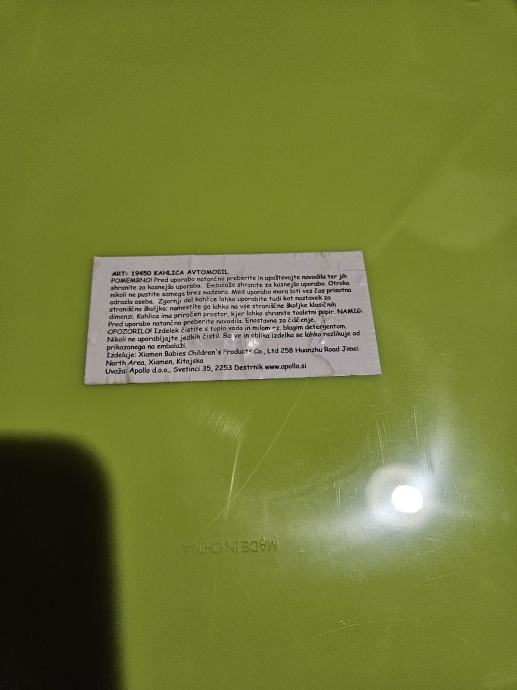 ART: 19450 KAHLICA AVTOMOBIL
POMEMBNO! Pred uporabo natančno preberite in upoštevajte navodila ter jih
shranite za kasnejšo uporabo. Embalažo shranite za kasnejšo uporabo. Otroka
nikoli ne pustite samega brez nadzora. Med uporabo mora biti ves čas prisotna
odrasla oseba. Zgornji del kahlice lahko uporabite tudi kot nastavek za
straniščno školjko: namestite ga lahko na vse straniščne školjke klasičnih
dimenzi. Kahlica ima priročen prostor, kjer lahko shranite toaletni papir. NAMIG:
Pred uporabo natančno preberite navodila. Enostavna za čiščenje.
OPOZORILO! Izdelek čistite s toplo vodo in milom oz. blagim detergentom.
Nikoli ne uporabljajte jedkih čistil. Barve in oblika izdelka se lahko razlikuje od
prikazanega na embalaži.
Izdeluje: Xiamen Babies Children's Products Co., Ltd 258 Huanzhu Road Jimei
North Area, Xiamen, Kitajska
Uvaža: Apollo d.o.o., Svetinci 35, 2253 Destrnik www.apollo.si
MADE IN CHINA